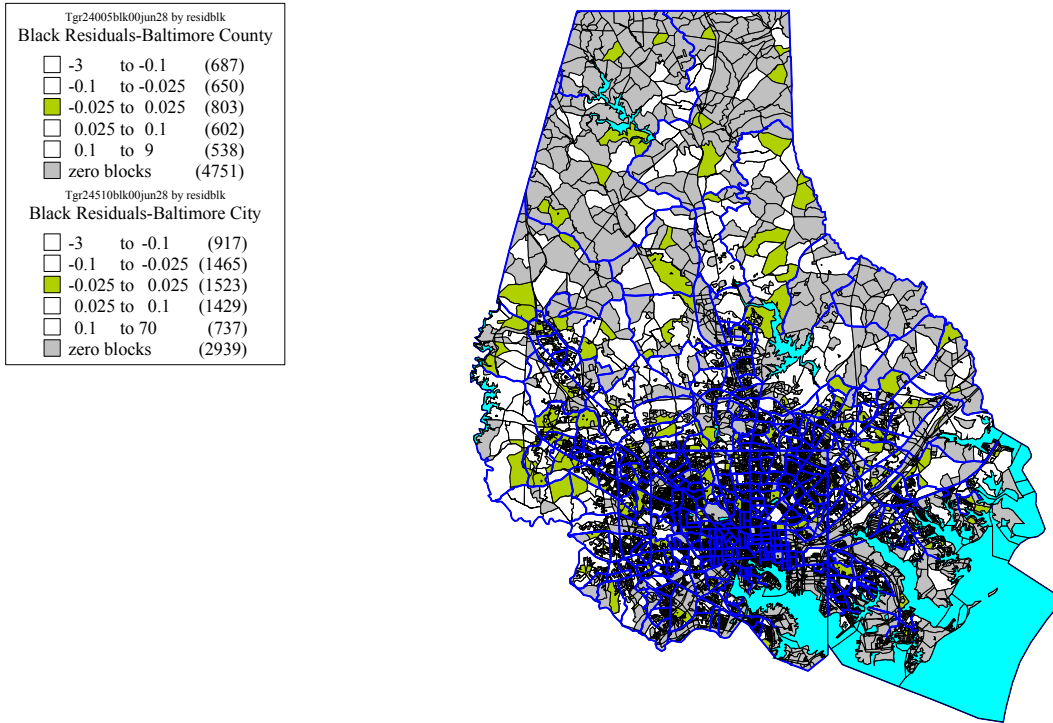 Tgr24005blk00jun28 by residblk
Black Residuals-Baltimore County
-3 to -0.1 (687)
-0.1 to -0.025 (650)
-0.025 to 0.025 (803)
0.025 to 0.1 (602)
0.1 to 9 (538)
zero blocks (4751)
Tgr24510blk00jun28 by residblk
Black Residuals-Baltimore City
-3 to -0.1 (917)
-0.1 to -0.025 (1465)
-0.025 to 0.025 (1523)
0.025 to 0.1 (1429)
0.1 to 70 (737)
zero blocks (2939)